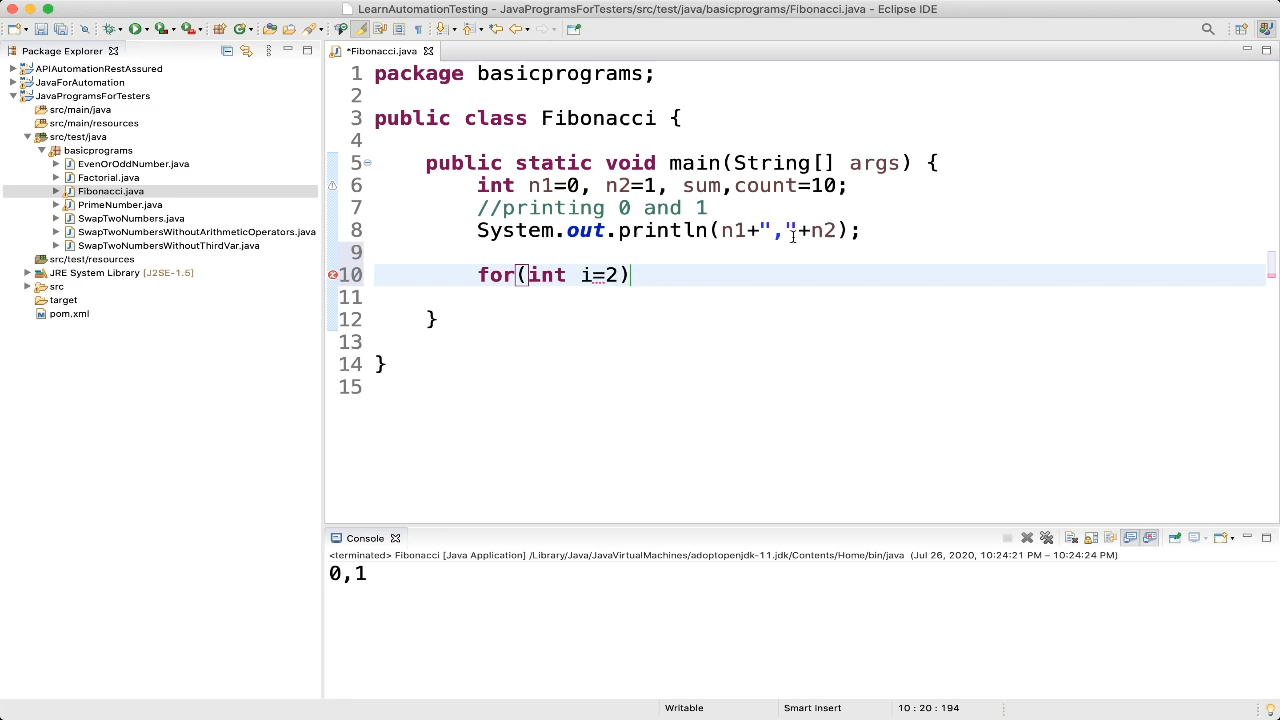 LearnAutomationTesting - JavaProgramsForTesters/src/test/java/basicprograms/Fibonacci.java - Eclipse IDE
Package Explorer
*Fibonacci.java
APIAutomationRestAssured
JavaForAutomation
JavaProgramsForTesters
src/main/java
src/main/resources
src/test/java
basicprograms
EvenOrOddNumber.java
Factorial.java
Fibonacci.java
PrimeNumber.java
SwapTwoNumbers.java
SwapTwoNumbersWithoutArithmeticOperators.java
SwapTwoNumbersWithoutThirdVar.java
src/test/resources
JRE System Library [J2SE-1.5]
src
target
pom.xml
1 package basicprograms;
2
3 public class Fibonacci {
4
5 public static void main(String[] args) {
6 int n1=0, n2=1, sum,count=10;
7 //printing 0 and 1
8 System.out.println(n1+","+n2);
9
10 for(int i=2)
11
12 }
13
14 }
15
Console
<terminated> Fibonacci [Java Application] /Library/Java/JavaVirtualMachines/adoptopenjdk-11.jdk/Contents/Home/bin/java (Jul 26, 2020, 10:24:21 PM – 10:24:24 PM)
0,1
Writable
Smart Insert
10 : 20 : 194